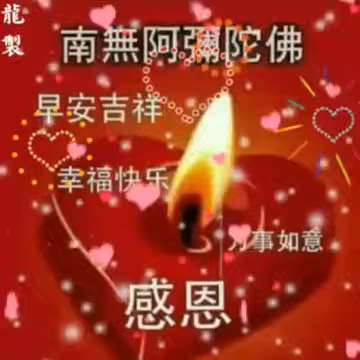 龍製
南無阿彌陀佛
早安吉祥
幸福快乐
万事如意
感恩